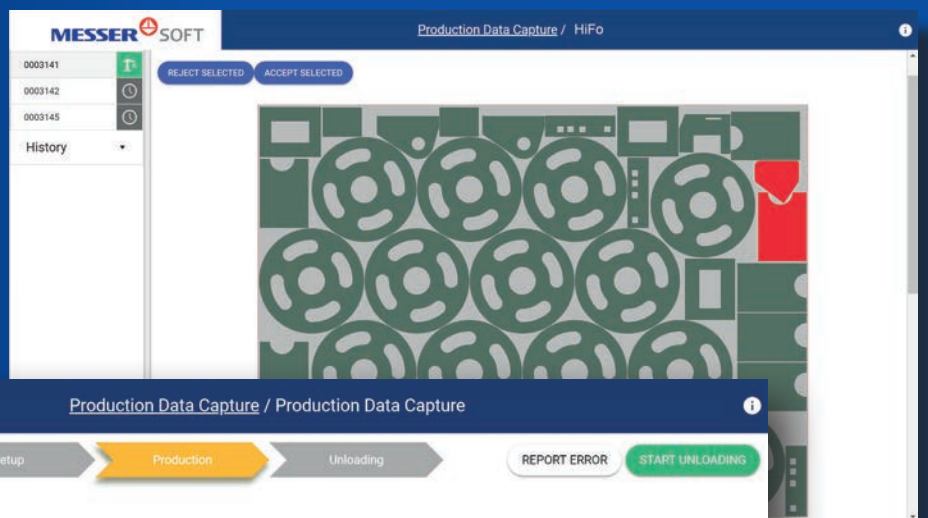 MESSER SOFT
Production Data Capture / HiFo
0003141
REJECT SELECTED
ACCEPT SELECTED
0003142
0003145
History
Production Data Capture / Production Data Capture
etup
Production
Unloading
REPORT ERROR
START UNLOADING